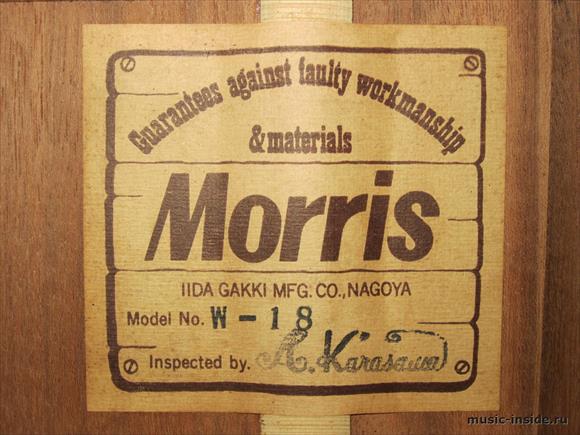 Guarantees against faulty workmanship
& materials
Morris
IIDA GAKKI MFG. CO., NAGOYA
Model No. W-18
Inspected by. A. Karasawa
music-inside.ru